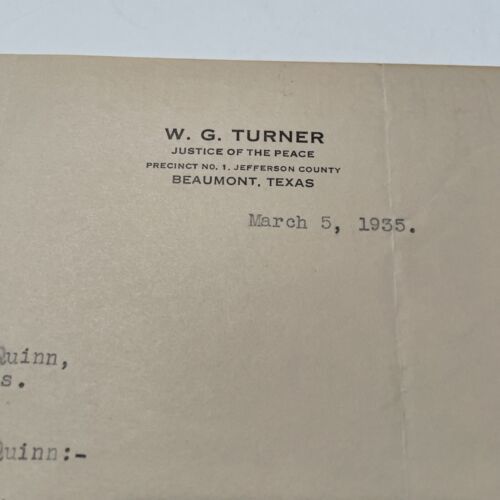 W. G. TURNER
JUSTICE OF THE PEACE
PRECINCT NO. 1, JEFFERSON COUNTY
BEAUMONT, TEXAS
March 5, 1935.
Quinn,
s.
Quinn:-